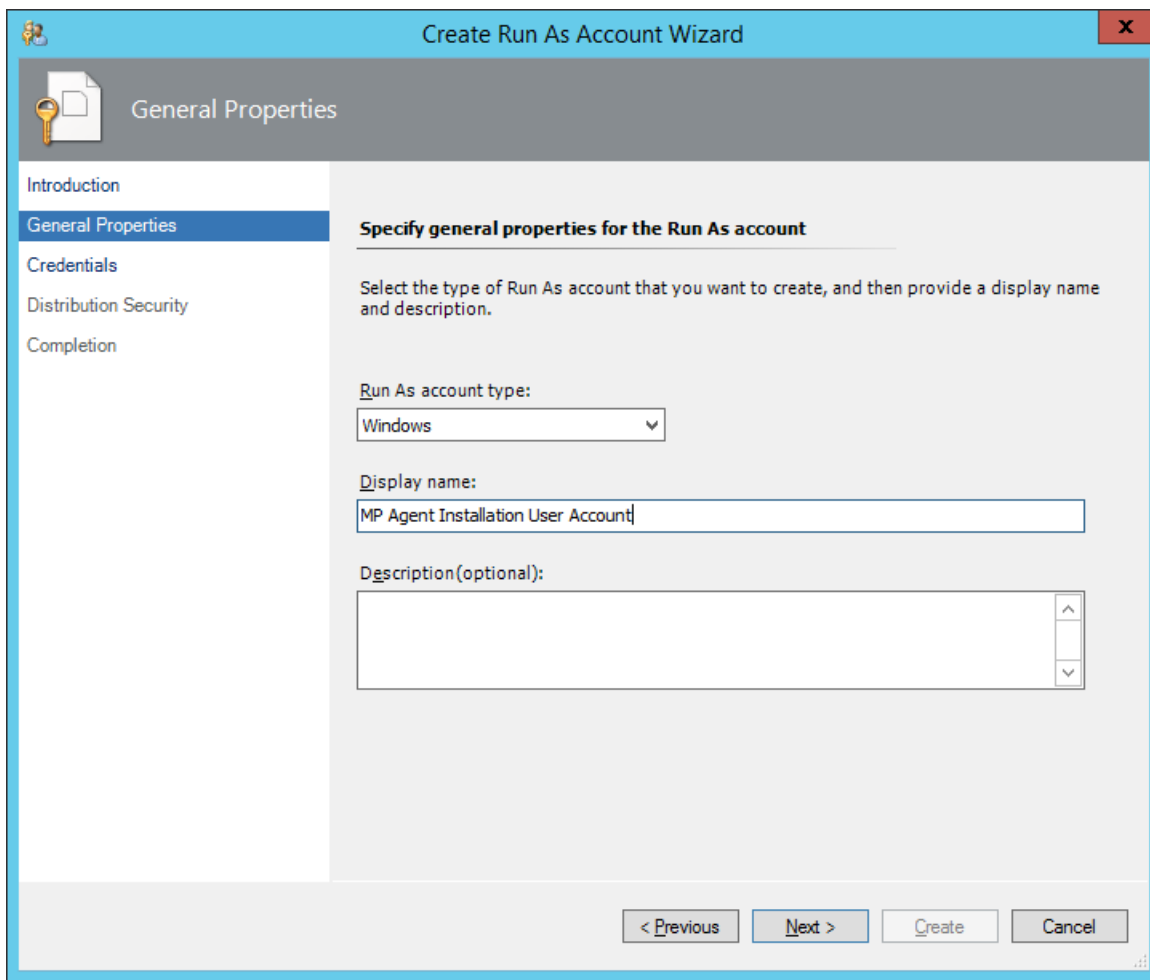 Create Run As Account Wizard
x
General Properties
Introduction
General Properties
Credentials
Distribution Security
Completion
Specify general properties for the Run As account
Select the type of Run As account that you want to create, and then provide a display name
and description.
Run As account type:
Windows
Display name:
MP Agent Installation User Account
Description(optional):
< Previous
Next >
Create
Cancel